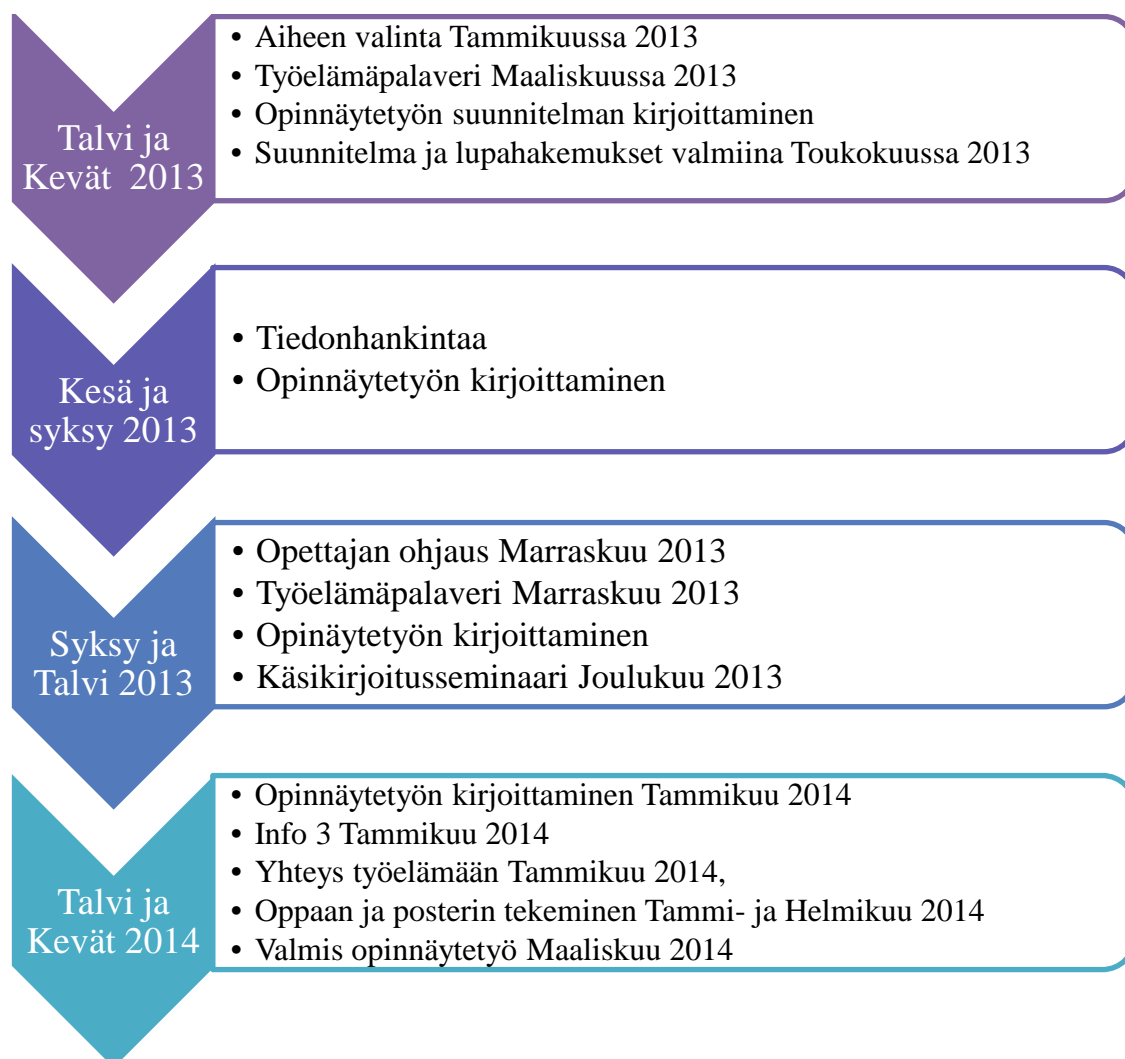 Talvi ja
Kevät 2013
• Aiheen valinta Tammikuussa 2013
• Työelämäpalaveri Maaliskuussa 2013
• Opinnäytetyön suunnitelman kirjoittaminen
• Suunnitelma ja lupahakemukset valmiina Toukokuussa 2013
Kesä ja
syksy 2013
• Tiedonhankintaa
• Opinnäytetyön kirjoittaminen
Syksy ja
Talvi 2013
• Opettajan ohjaus Marraskuu 2013
• Työelämäpalaveri Marraskuu 2013
• Opinäytetyön kirjoittaminen
• Käsikirjoitusseminaari Joulukuu 2013
Talvi ja
Kevät 2014
• Opinnäytetyön kirjoittaminen Tammikuu 2014
• Info 3 Tammikuu 2014
• Yhteys työelämään Tammikuu 2014,
• Oppaan ja posterin tekeminen Tammi- ja Helmikuu 2014
• Valmis opinnäytetyö Maaliskuu 2014